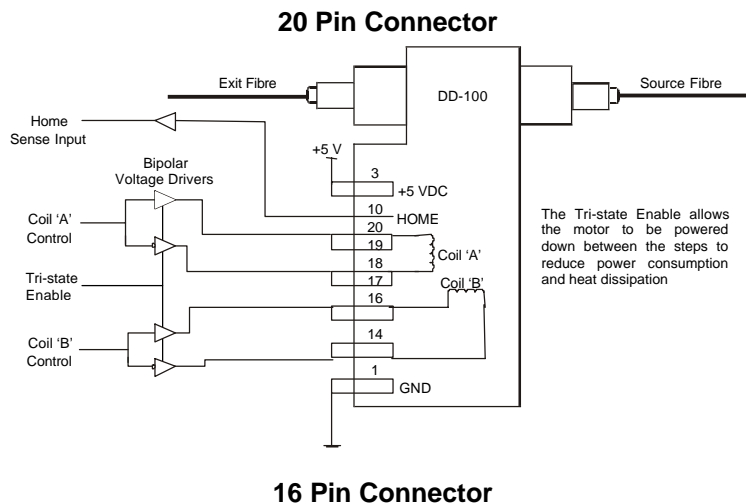 20 Pin Connector
Exit Fibre
DD-100
Source Fibre
Home
Sense Input
+5 V
Bipolar
Voltage Drivers
3
+5 VDC
10
HOME
20
19
Coil 'A'
Control
Coil 'A'
18
17
Tri-state
Enable
Coil 'B'
16
Coil 'B'
Control
14
1
GND
The Tri-state Enable allows
the motor to be powered
down between the steps to
reduce power consumption
and heat dissipation
16 Pin Connector